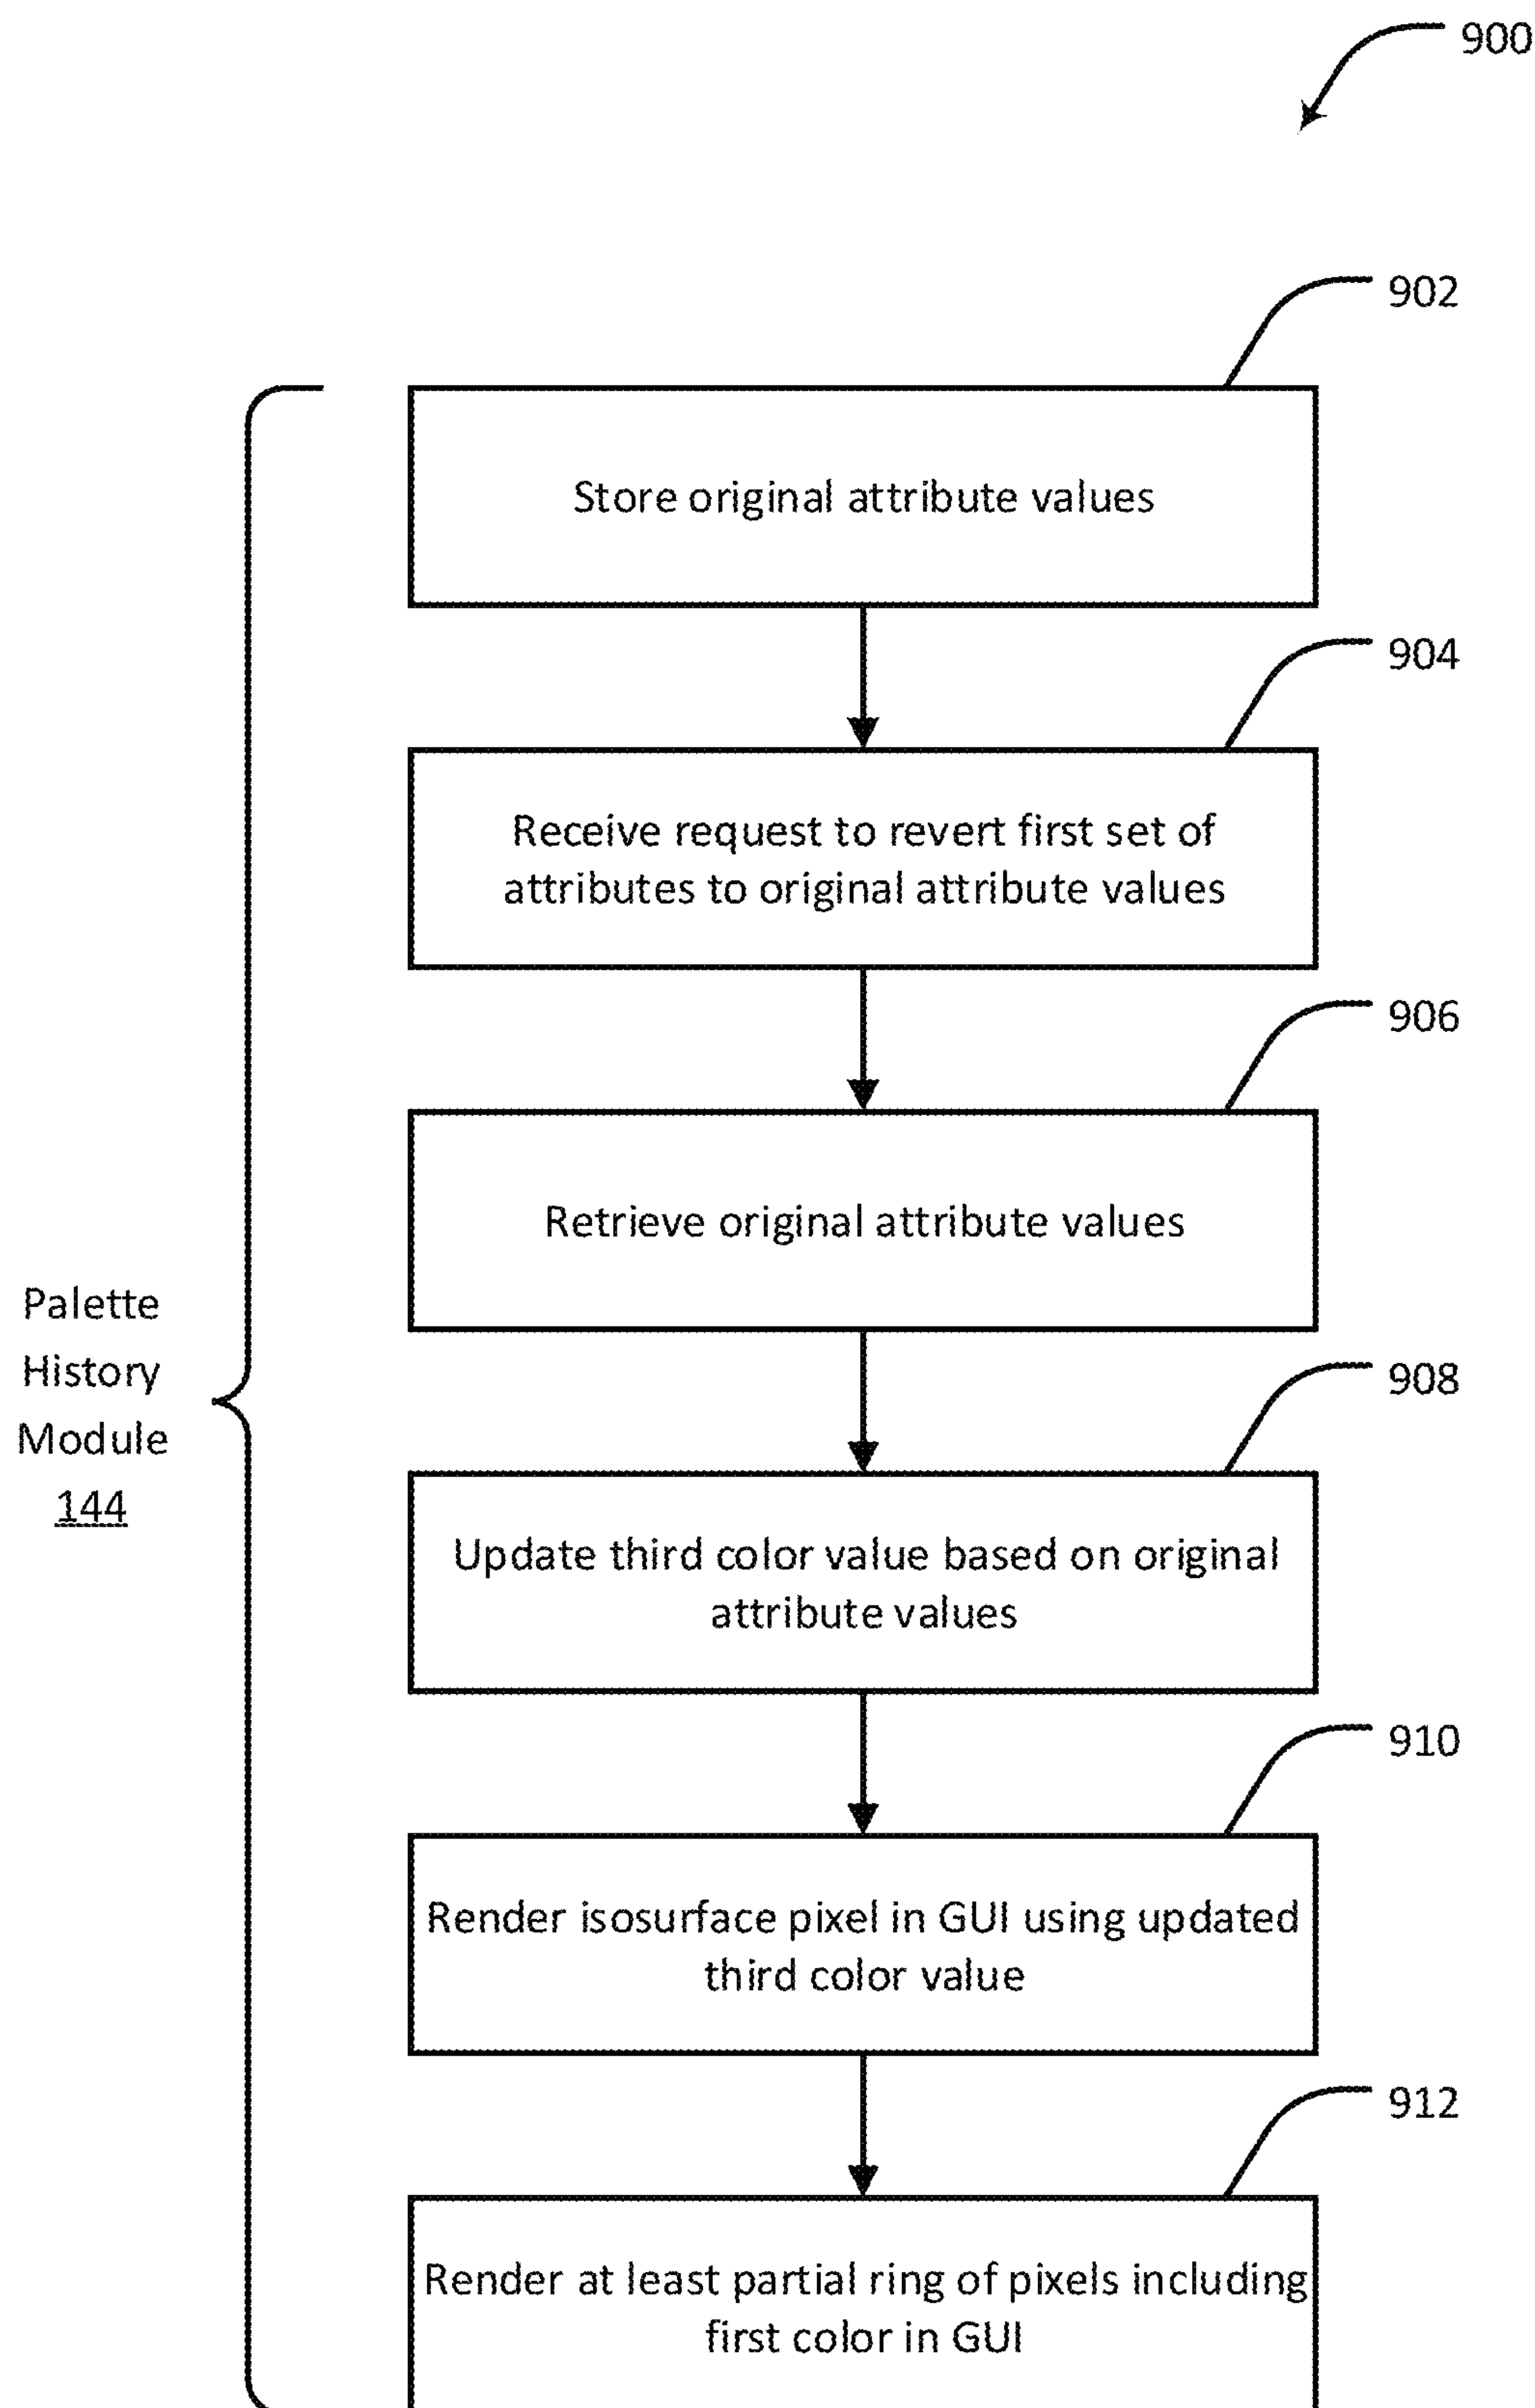 900
902
Store original attribute values
904
Receive request to revert first set of
attributes to original attribute values
906
Retrieve original attribute values
Palette
History
Module
144
908
Update third color value based on original
attribute values
910
Render isosurface pixel in GUI using updated
third color value
912
Render at least partial ring of pixels including
first color in GUI